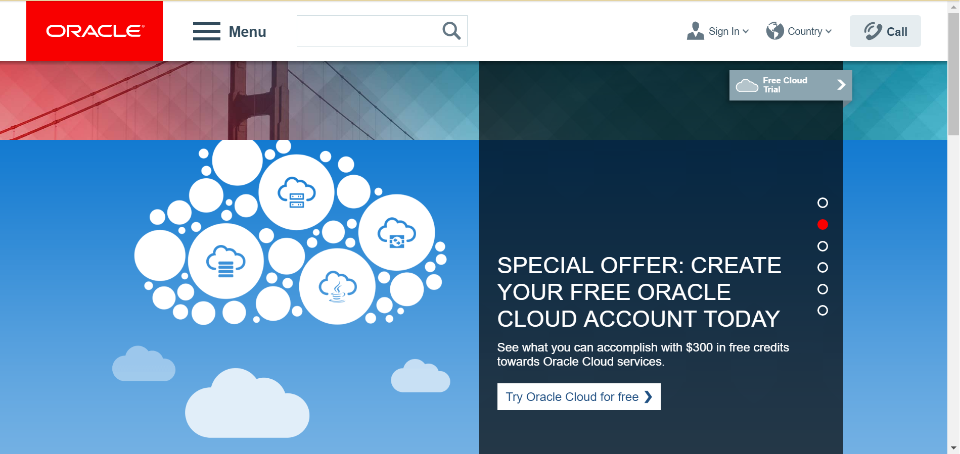 ORACLE
Menu
Sign In
Country
Call
Free Cloud
Trial
SPECIAL OFFER: CREATE
YOUR FREE ORACLE
CLOUD ACCOUNT TODAY
See what you can accomplish with $300 in free credits
towards Oracle Cloud services.
Try Oracle Cloud for free